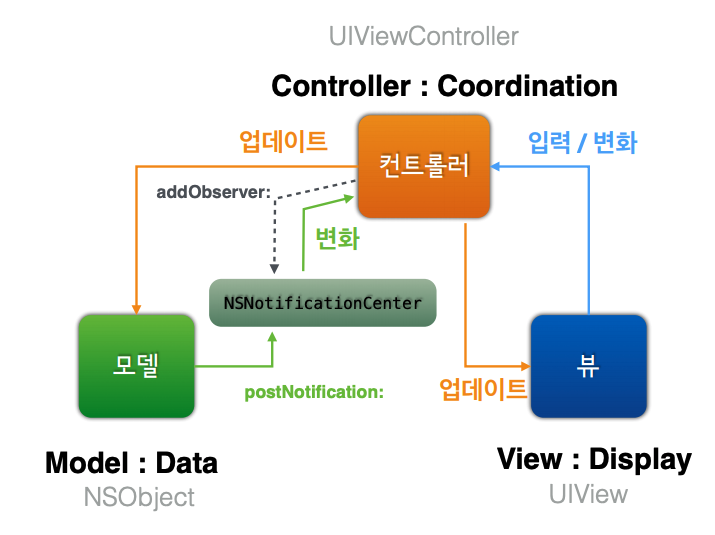 UIViewController
Controller : Coordination
업데이트
컨트롤러
입력 / 변화
addObserver:
변화
NSNotificationCenter
모델
뷰
postNotification:
업데이트
Model : Data
NSObject
View : Display
UIView